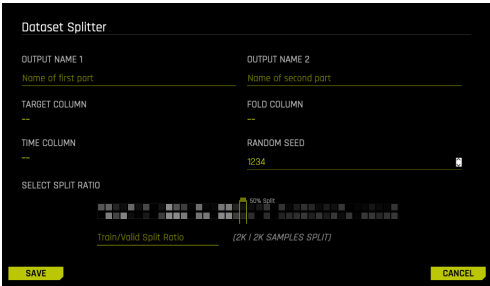 Dataset Splitter
OUTPUT NAME 1
OUTPUT NAME 2
Name of first part
Name of second part
TARGET COLUMN
FOLD COLUMN
--
--
TIME COLUMN
RANDOM SEED
--
1234
SELECT SPLIT RATIO
50% Split
Train/Valid Split Ratio
(2K | 2K SAMPLES SPLIT)
SAVE
CANCEL